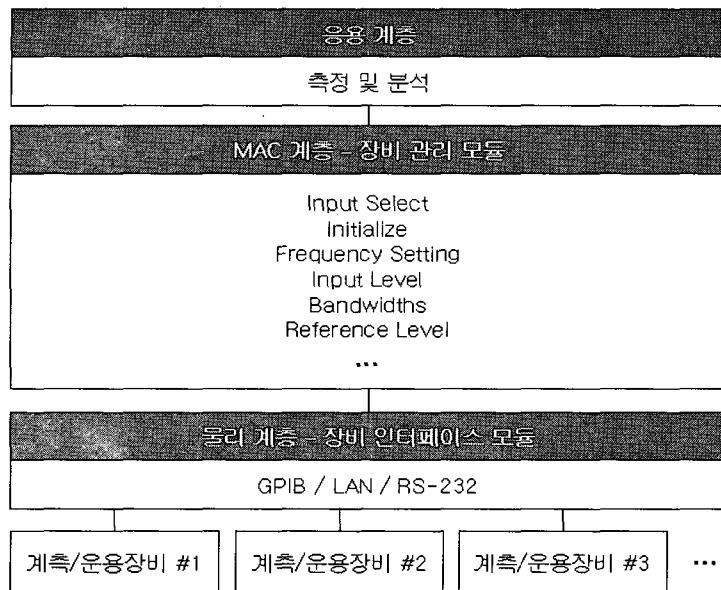 응용 계층
측정 및 분석
MAC 계층 – 장비 관리 모듈
Input Select
Initialize
Frequency Setting
Input Level
Bandwidths
Reference Level
...
물리 계층 – 장비 인터페이스 모듈
GPIB / LAN / RS-232
계측/운용장비 #1 계측/운용장비 #2 계측/운용장비 #3 ...